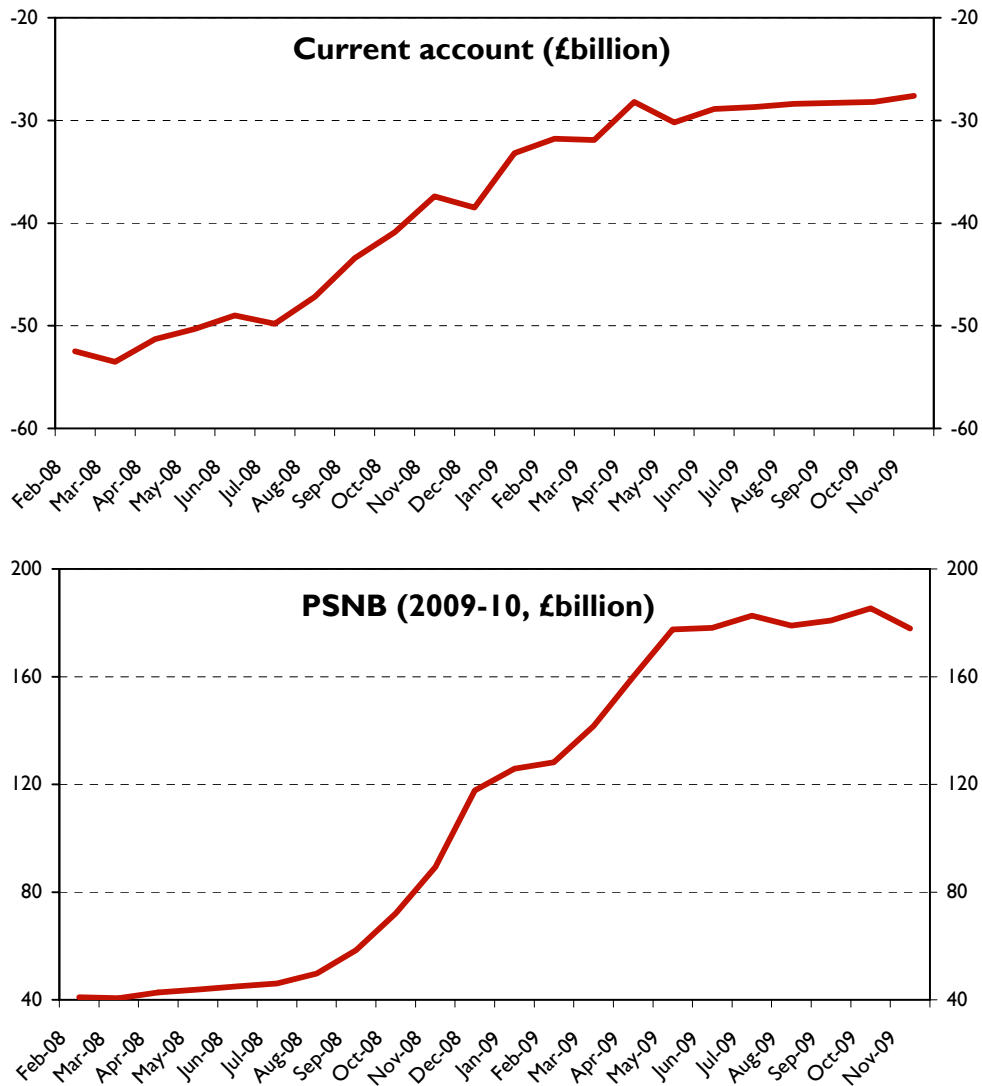 Current account (£billion)
-20 -20
-30 -30
-40 -40
-50 -50
-60 -60
Feb-08 Mar-08 Apr-08 May-08 Jun-08 Jul-08 Aug-08 Sep-08 Oct-08 Nov-08 Dec-08 Jan-09 Feb-09 Mar-09 Apr-09 May-09 Jun-09 Jul-09 Aug-09 Sep-09 Oct-09 Nov-09
PSNB (2009-10, £billion)
200 200
160 160
120 120
80 80
40 40
Feb-08 Mar-08 Apr-08 May-08 Jun-08 Jul-08 Aug-08 Sep-08 Oct-08 Nov-08 Dec-08 Jan-09 Feb-09 Mar-09 Apr-09 May-09 Jun-09 Jul-09 Aug-09 Sep-09 Oct-09 Nov-09